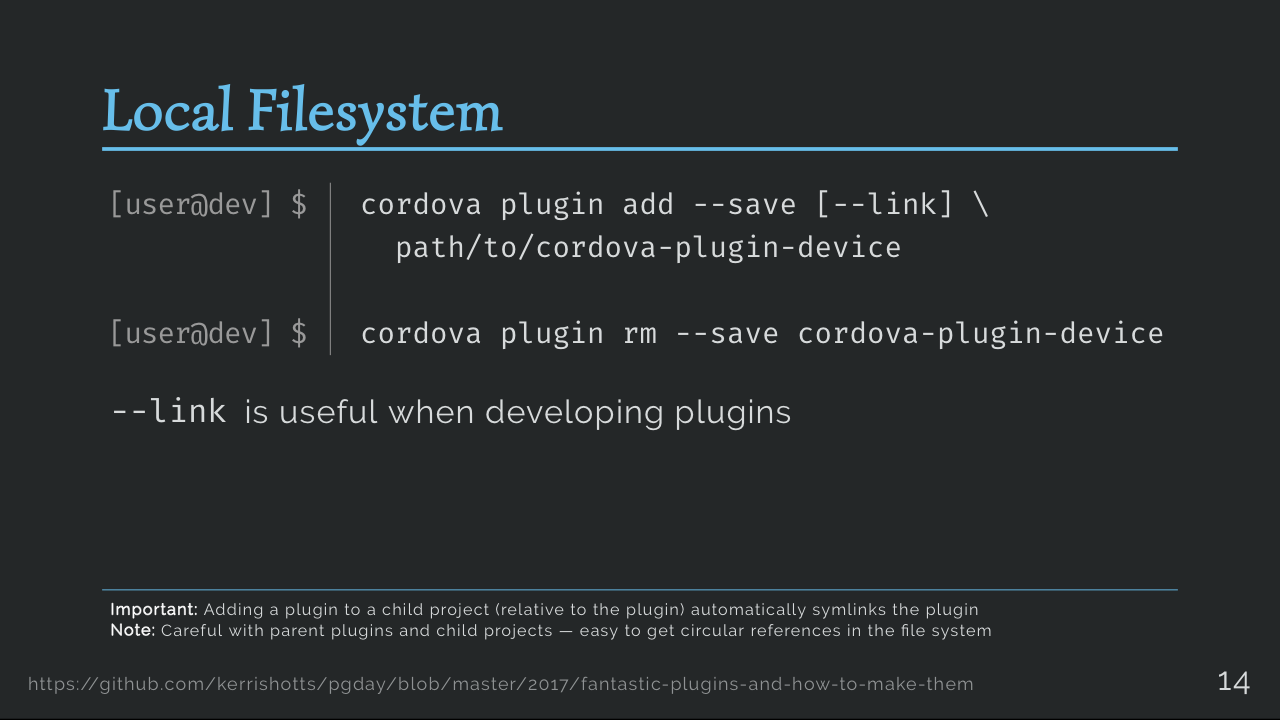 Local Filesystem
[user@dev] $ cordova plugin add --save [--link] \
path/to/cordova-plugin-device
[user@dev] $ cordova plugin rm --save cordova-plugin-device
--link is useful when developing plugins
Important: Adding a plugin to a child project (relative to the plugin) automatically symlinks the plugin
Note: Careful with parent plugins and child projects — easy to get circular references in the file system
https://github.com/kerrishotts/pgday/blob/master/2017/fantastic-plugins-and-how-to-make-them
14